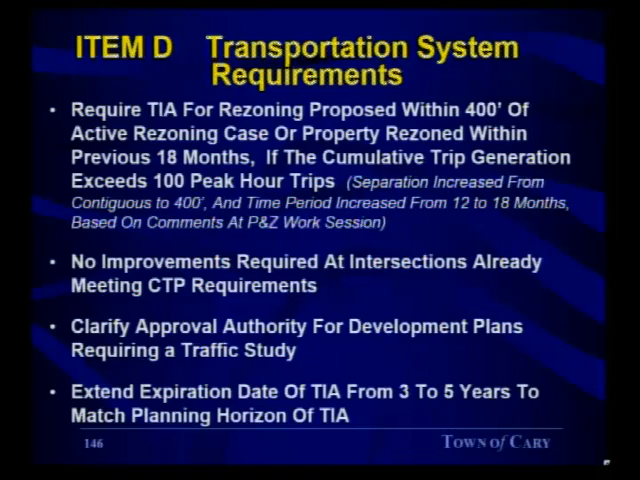 ITEM D Transportation System
Requirements
• Require TIA For Rezoning Proposed Within 400' Of
Active Rezoning Case Or Property Rezoned Within
Previous 18 Months, If The Cumulative Trip Generation
Exceeds 100 Peak Hour Trips (Separation Increased From
Contiguous to 400', And Time Period Increased From 12 to 18 Months,
Based On Comments At P&Z Work Session)
• No Improvements Required At Intersections Already
Meeting CTP Requirements
• Clarify Approval Authority For Development Plans
Requiring a Traffic Study
• Extend Expiration Date Of TIA From 3 To 5 Years To
Match Planning Horizon Of TIA
146
TOWN of CARY